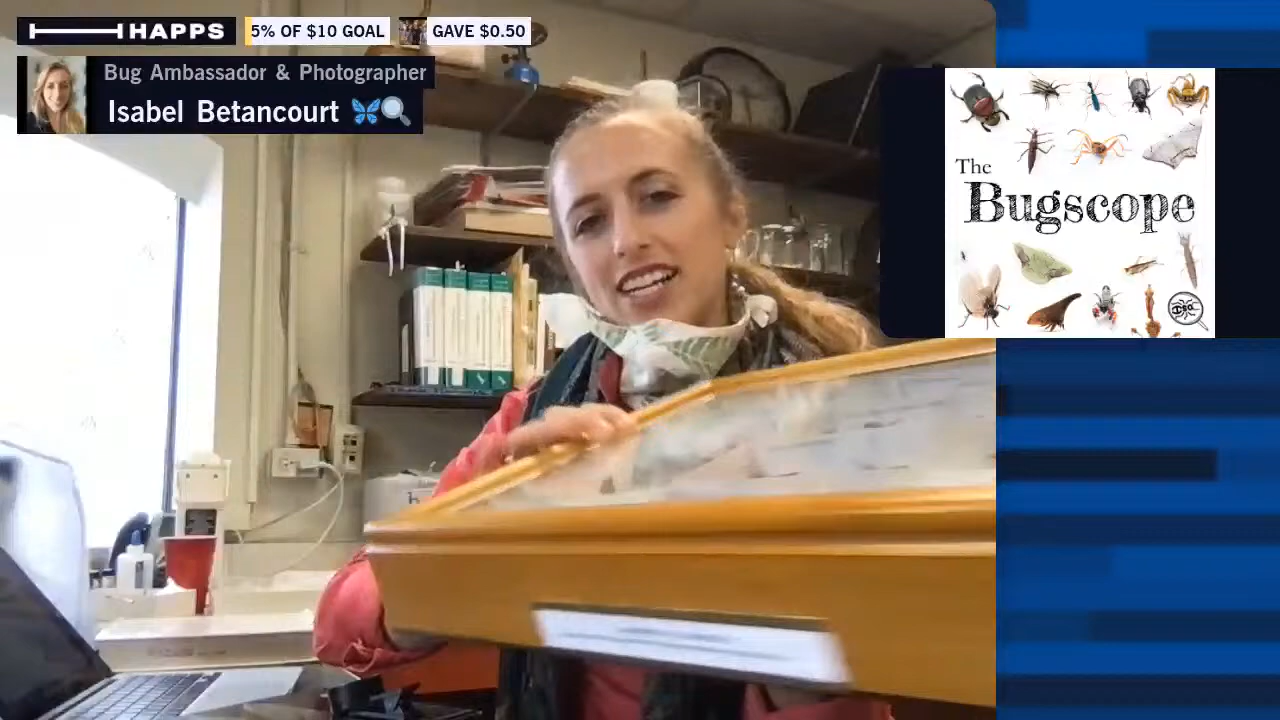 HAPPS
5% OF $10 GOAL
GAVE $0.50
Bug Ambassador & Photographer
Isabel Betancourt 🦋🔍
The
Bugscope